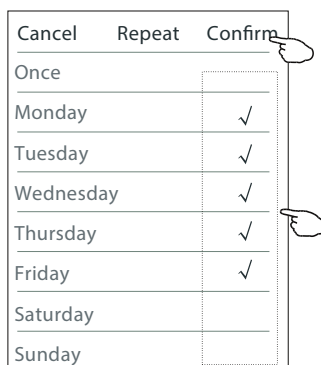 Cancel Repeat Confirm
Once
Monday √
Tuesday √
Wednesday √
Thursday √
Friday √
Saturday
Sunday